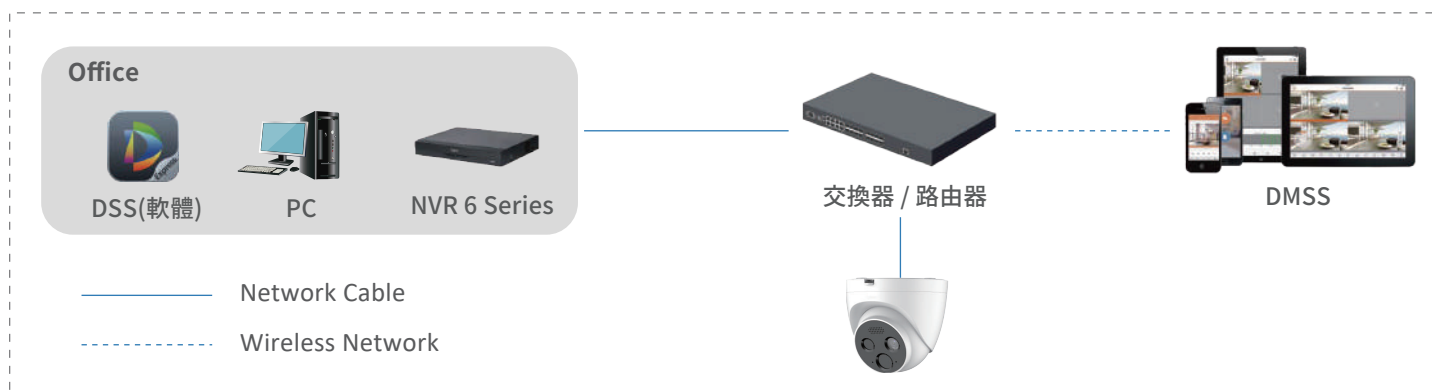 Office
Express
DSS(軟體)
PC
NVR 6 Series
交換器 / 路由器
DMSS
Network Cable
Wireless Network